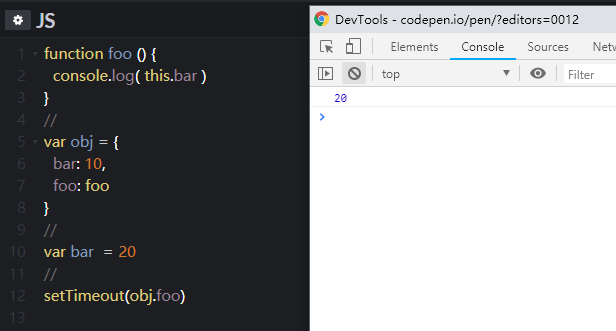 JS
1 function foo () {
2 console.log( this.bar )
3 }
4 //
5 var obj = {
6 bar: 10,
7 foo: foo
8 }
9 //
10 var bar  = 20
11 //
12 setTimeout(obj.foo)
DevTools - codepen.io/pen/?editors=0012
Elements Console Sources Netw
top Filter
20